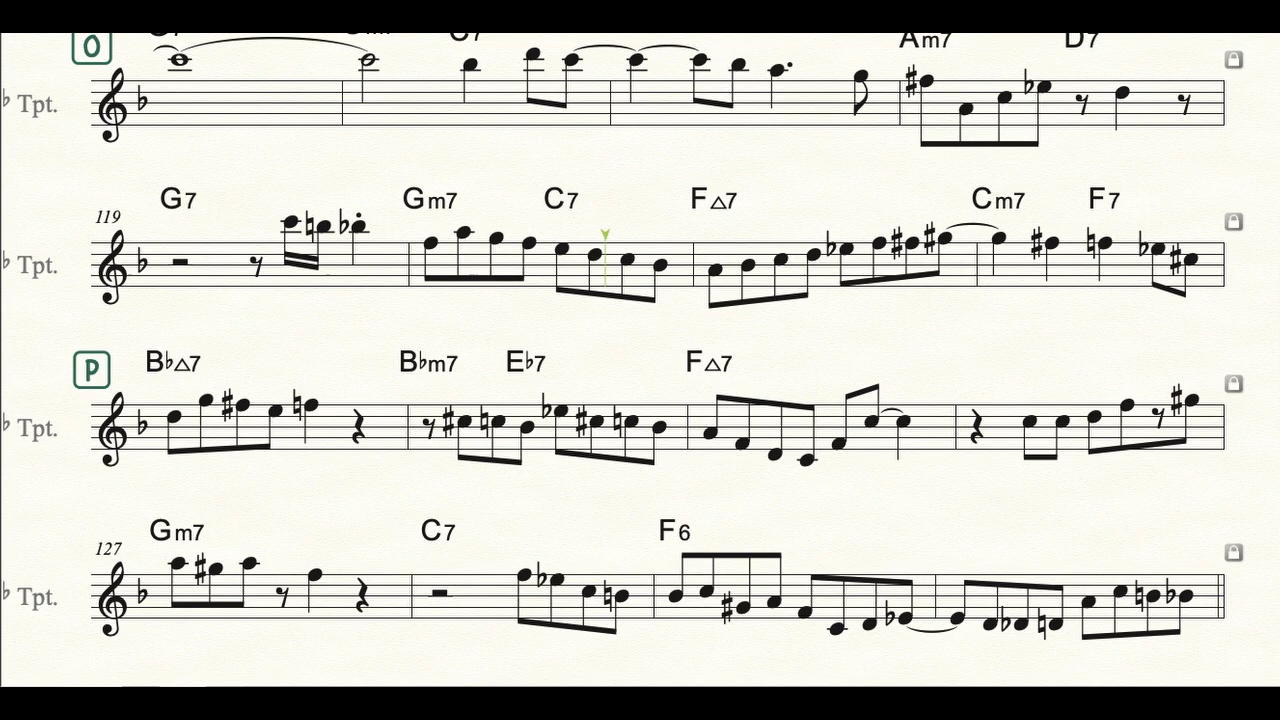 O C7 Am7 D7
♭ Tpt.
119 G7 Gm7 C7 F△7 Cm7 F7
♭ Tpt.
P B♭△7 B♭m7 E♭7 F△7
♭ Tpt.
127 Gm7 C7 F6
♭ Tpt.